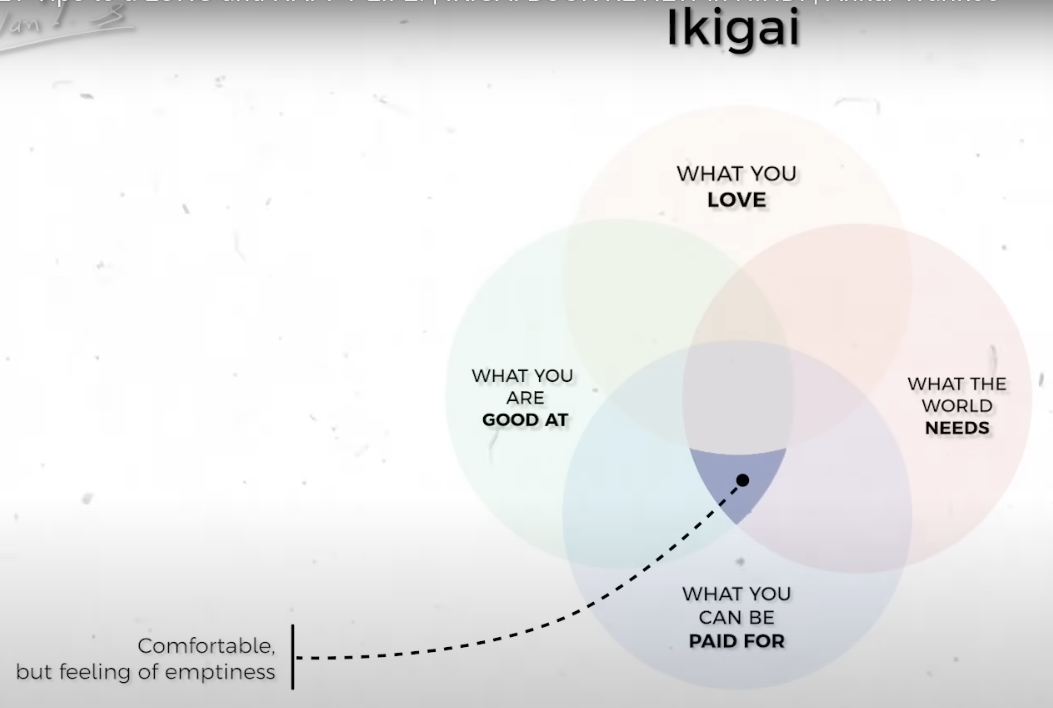 Ikigai
WHAT YOU
LOVE
WHAT YOU
ARE
GOOD AT
WHAT THE
WORLD
NEEDS
WHAT YOU
CAN BE
PAID FOR
Comfortable,
but feeling of emptiness